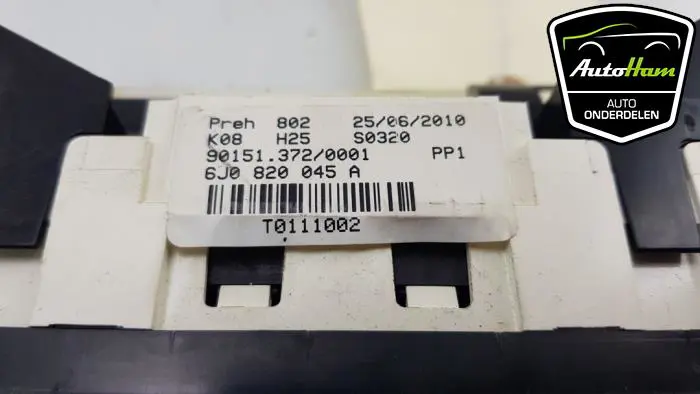 Preh 802 25/06/2010
K08 H25 S0320
90151.372/0001 PP1
6J0 820 045 A
T0111002
AutoHam
AUTO
ONDERDELEN